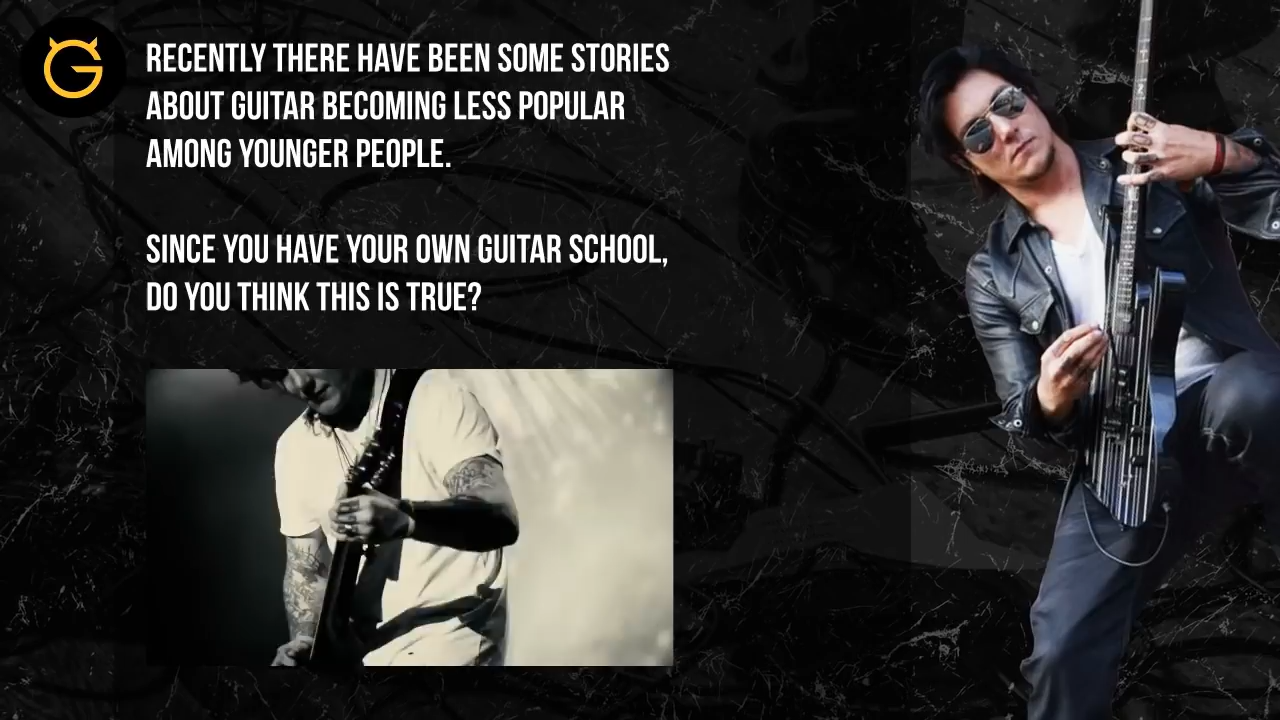 RECENTLY THERE HAVE BEEN SOME STORIES
ABOUT GUITAR BECOMING LESS POPULAR
AMONG YOUNGER PEOPLE.
SINCE YOU HAVE YOUR OWN GUITAR SCHOOL,
DO YOU THINK THIS IS TRUE?